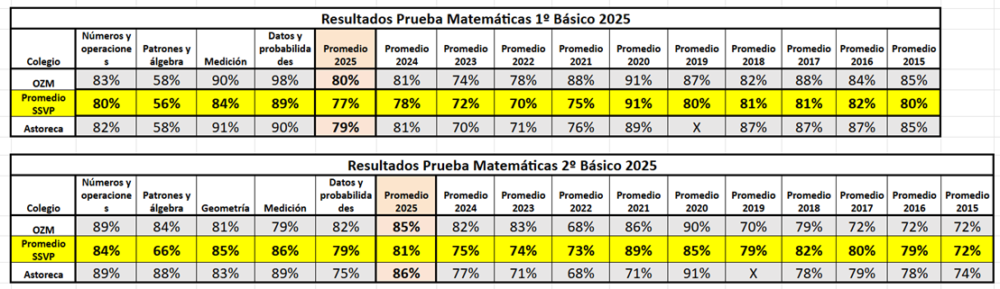 Resultados Prueba Matemáticas 1º Básico 2025
Colegio Números y operaciones Patrones y álgebra Medición Datos y probabilidades Promedio 2025 Promedio 2024 Promedio 2023 Promedio 2022 Promedio 2021 Promedio 2020 Promedio 2019 Promedio 2018 Promedio 2017 Promedio 2016 Promedio 2015
OZM 83% 58% 90% 98% 80% 81% 74% 78% 88% 91% 87% 82% 88% 84% 85%
Promedio SSVP 80% 56% 84% 89% 77% 78% 72% 70% 75% 91% 80% 81% 81% 82% 80%
Astoreca 82% 58% 91% 90% 79% 81% 70% 71% 76% 89% X 87% 87% 87% 85%
Resultados Prueba Matemáticas 2º Básico 2025
Colegio Números y operaciones Patrones y álgebra Geometría Medición Datos y probabilidades Promedio 2025 Promedio 2024 Promedio 2023 Promedio 2022 Promedio 2021 Promedio 2020 Promedio 2019 Promedio 2018 Promedio 2017 Promedio 2016 Promedio 2015
OZM 89% 84% 81% 79% 82% 85% 82% 83% 68% 86% 90% 70% 79% 72% 72% 72%
Promedio SSVP 84% 66% 85% 86% 79% 81% 75% 74% 73% 89% 85% 79% 82% 80% 79% 72%
Astoreca 89% 88% 83% 89% 75% 86% 77% 71% 68% 71% 91% X 78% 79% 78% 74%